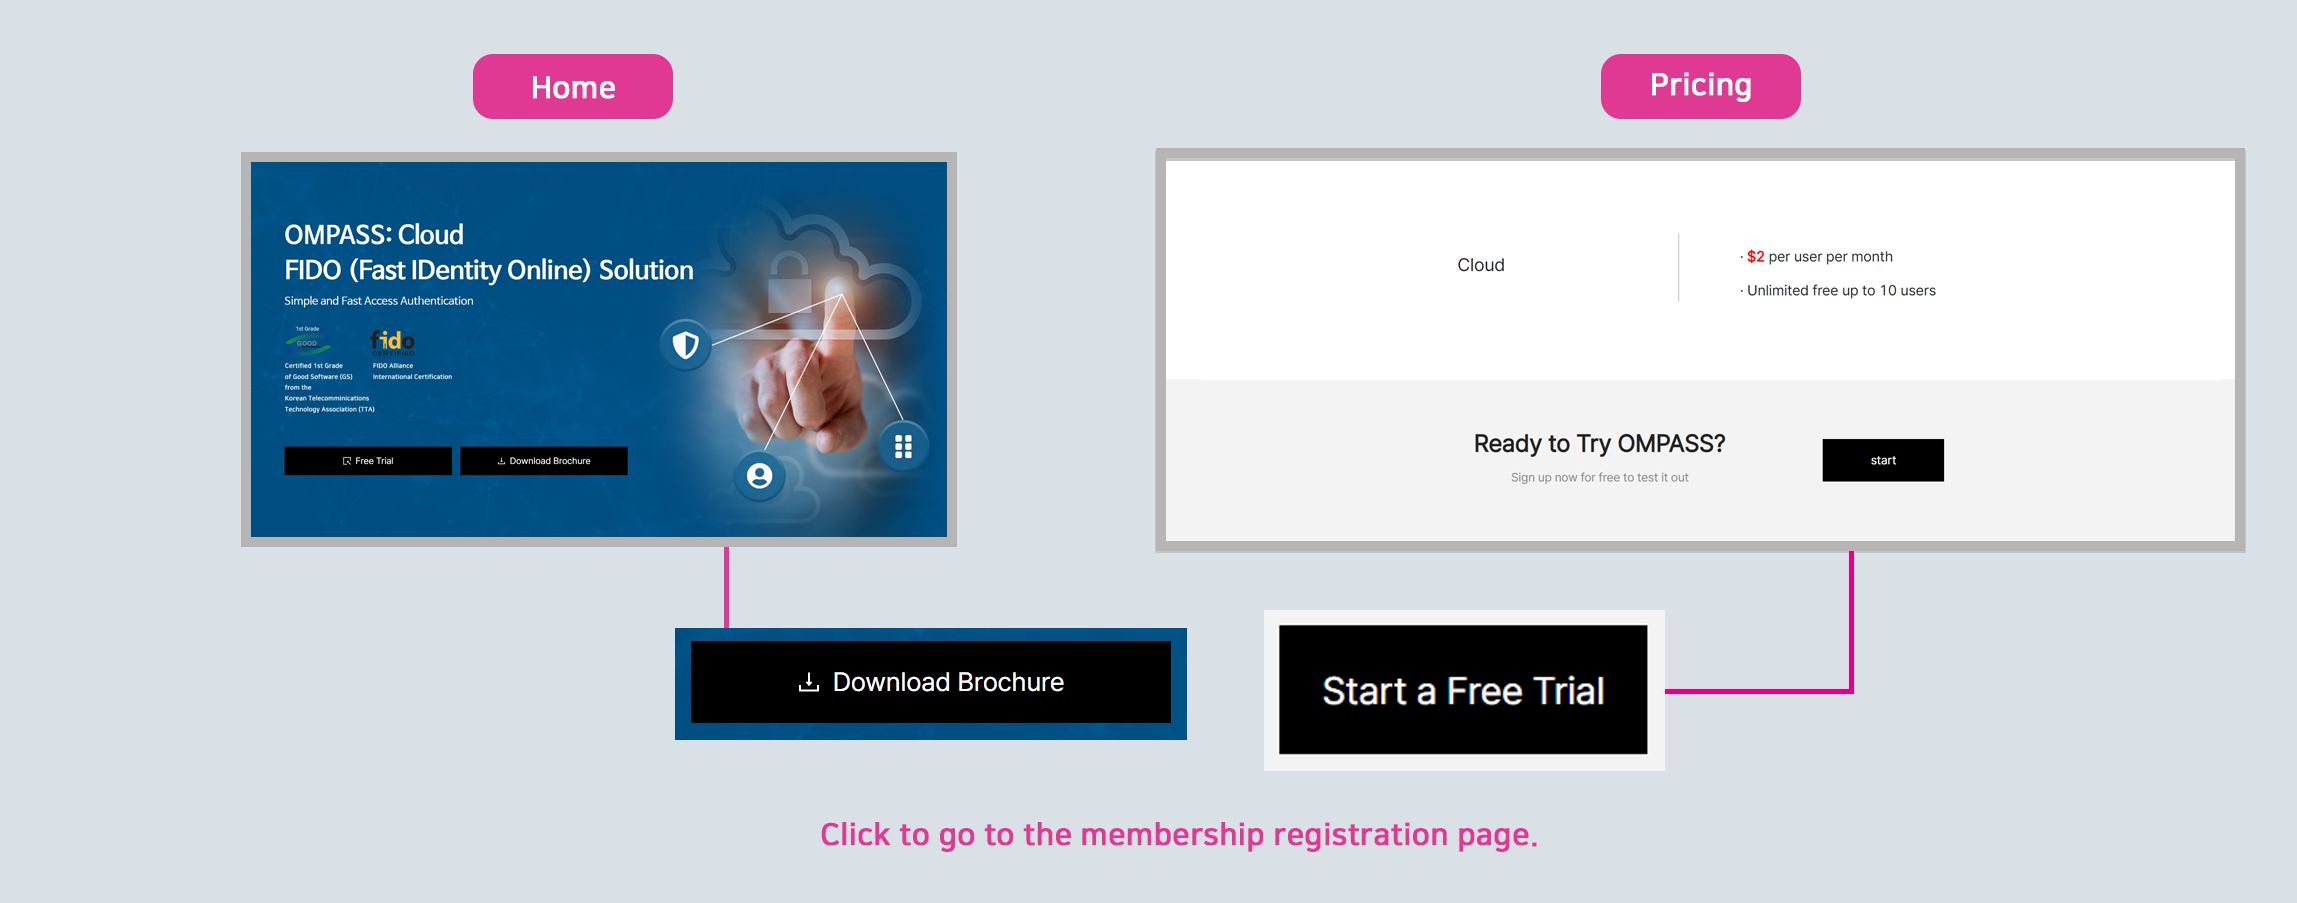 Home
OMPASS: Cloud
FIDO (Fast IDentity Online) Solution
Simple and Fast Access Authentication
1st Grade
GOOD
Certified 1st Grade
of Good Software (GS)
from the
Korean Telecomminications
Technology Association (TTA)
fido
CERTIFIED
FIDO Alliance
International Certification
Free Trial
Download Brochure
Download Brochure
Pricing
Cloud
· $2 per user per month
· Unlimited free up to 10 users
Ready to Try OMPASS?
Sign up now for free to test it out
start
Start a Free Trial
Click to go to the membership registration page.